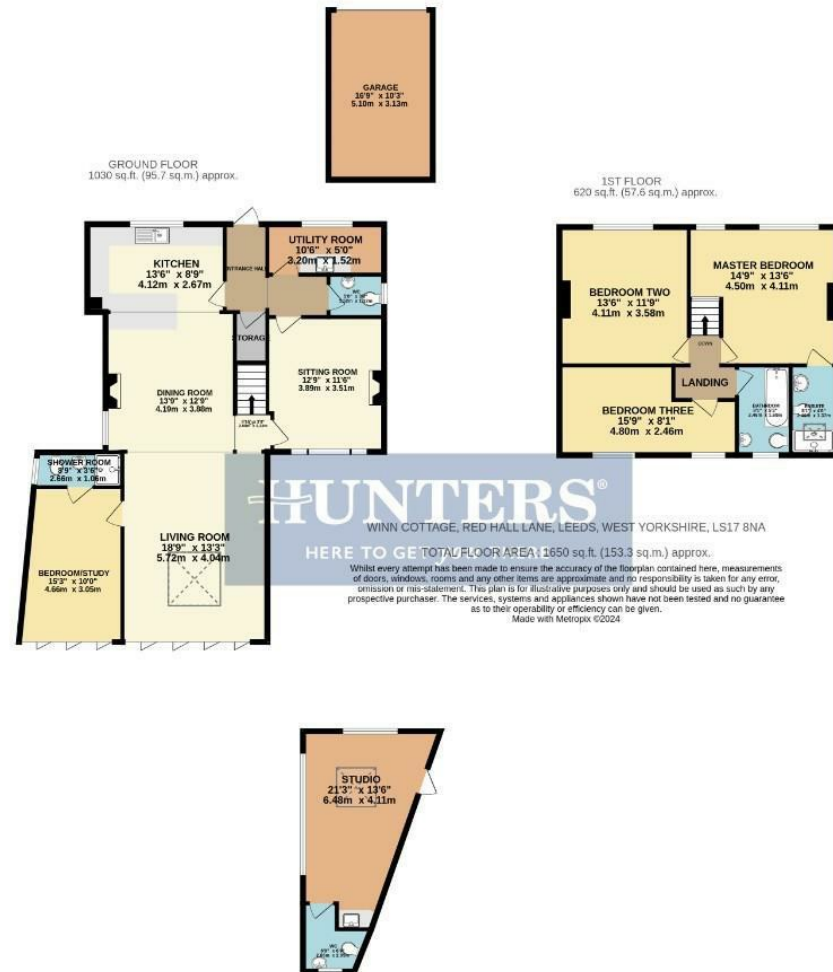 GARAGE
16'9" x 10'3"
5.10m x 3.13m
GROUND FLOOR
1030 sq.ft. (95.7 sq.m.) approx.
KITCHEN
13'6" x 8'9"
4.12m x 2.67m
ENTRANCE HALL
UTILITY ROOM
10'6" x 5'0"
3.20m x 1.52m
WC
STORAGE
SITTING ROOM
12'9" x 11'6"
3.89m x 3.51m
DINING ROOM
13'9" x 12'9"
4.19m x 3.88m
SHOWER ROOM
8'9" x 3'6"
2.66m x 1.06m
LIVING ROOM
18'9" x 13'3"
5.72m x 4.04m
BEDROOM/STUDY
15'3" x 10'0"
4.66m x 3.05m
1ST FLOOR
620 sq.ft. (57.6 sq.m.) approx.
BEDROOM TWO
13'6" x 11'9"
4.11m x 3.58m
MASTER BEDROOM
14'9" x 13'6"
4.50m x 4.11m
DOWN
LANDING
BEDROOM THREE
15'9" x 8'1"
4.80m x 2.46m
BATHROOM
ENSUITE
HUNTERS®
HERE TO GET YOU THERE
WINN COTTAGE, RED HALL LANE, LEEDS, WEST YORKSHIRE, LS17 8NA
TOTAL FLOOR AREA: 1650 sq.ft. (153.3 sq.m.) approx.
Whilst every attempt has been made to ensure the accuracy of the floorplan contained here, measurements
of doors, windows, rooms and any other items are approximate and no responsibility is taken for any error,
omission or mis-statement. This plan is for illustrative purposes only and should be used as such by any
prospective purchaser. The services, systems and appliances shown have not been tested and no guarantee
as to their operability or efficiency can be given.
Made with Metropix ©2024
STUDIO
21'3" x 13'6"
6.48m x 4.11m
WC